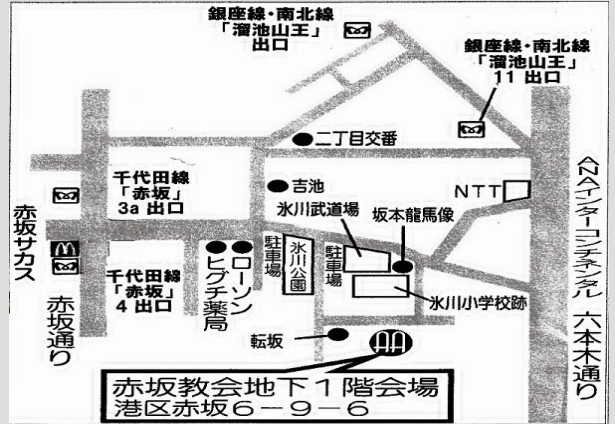 銀座線・南北線
「溜池山王」
出口
銀座線・南北線
「溜池山王」
11 出口
二丁目交番
千代田線
「赤坂」
3a 出口
吉池
NTT
氷川武道場
坂本龍馬像
赤坂サカス
ANAインターコンチネンタル
千代田線
「赤坂」
4 出口
ヒグチ薬局
ローソン
駐車場
氷川公園
駐車場
氷川小学校跡
赤坂通り
転坂
AA
六本木通り
赤坂教会地下1階会場
港区赤坂6-9-6